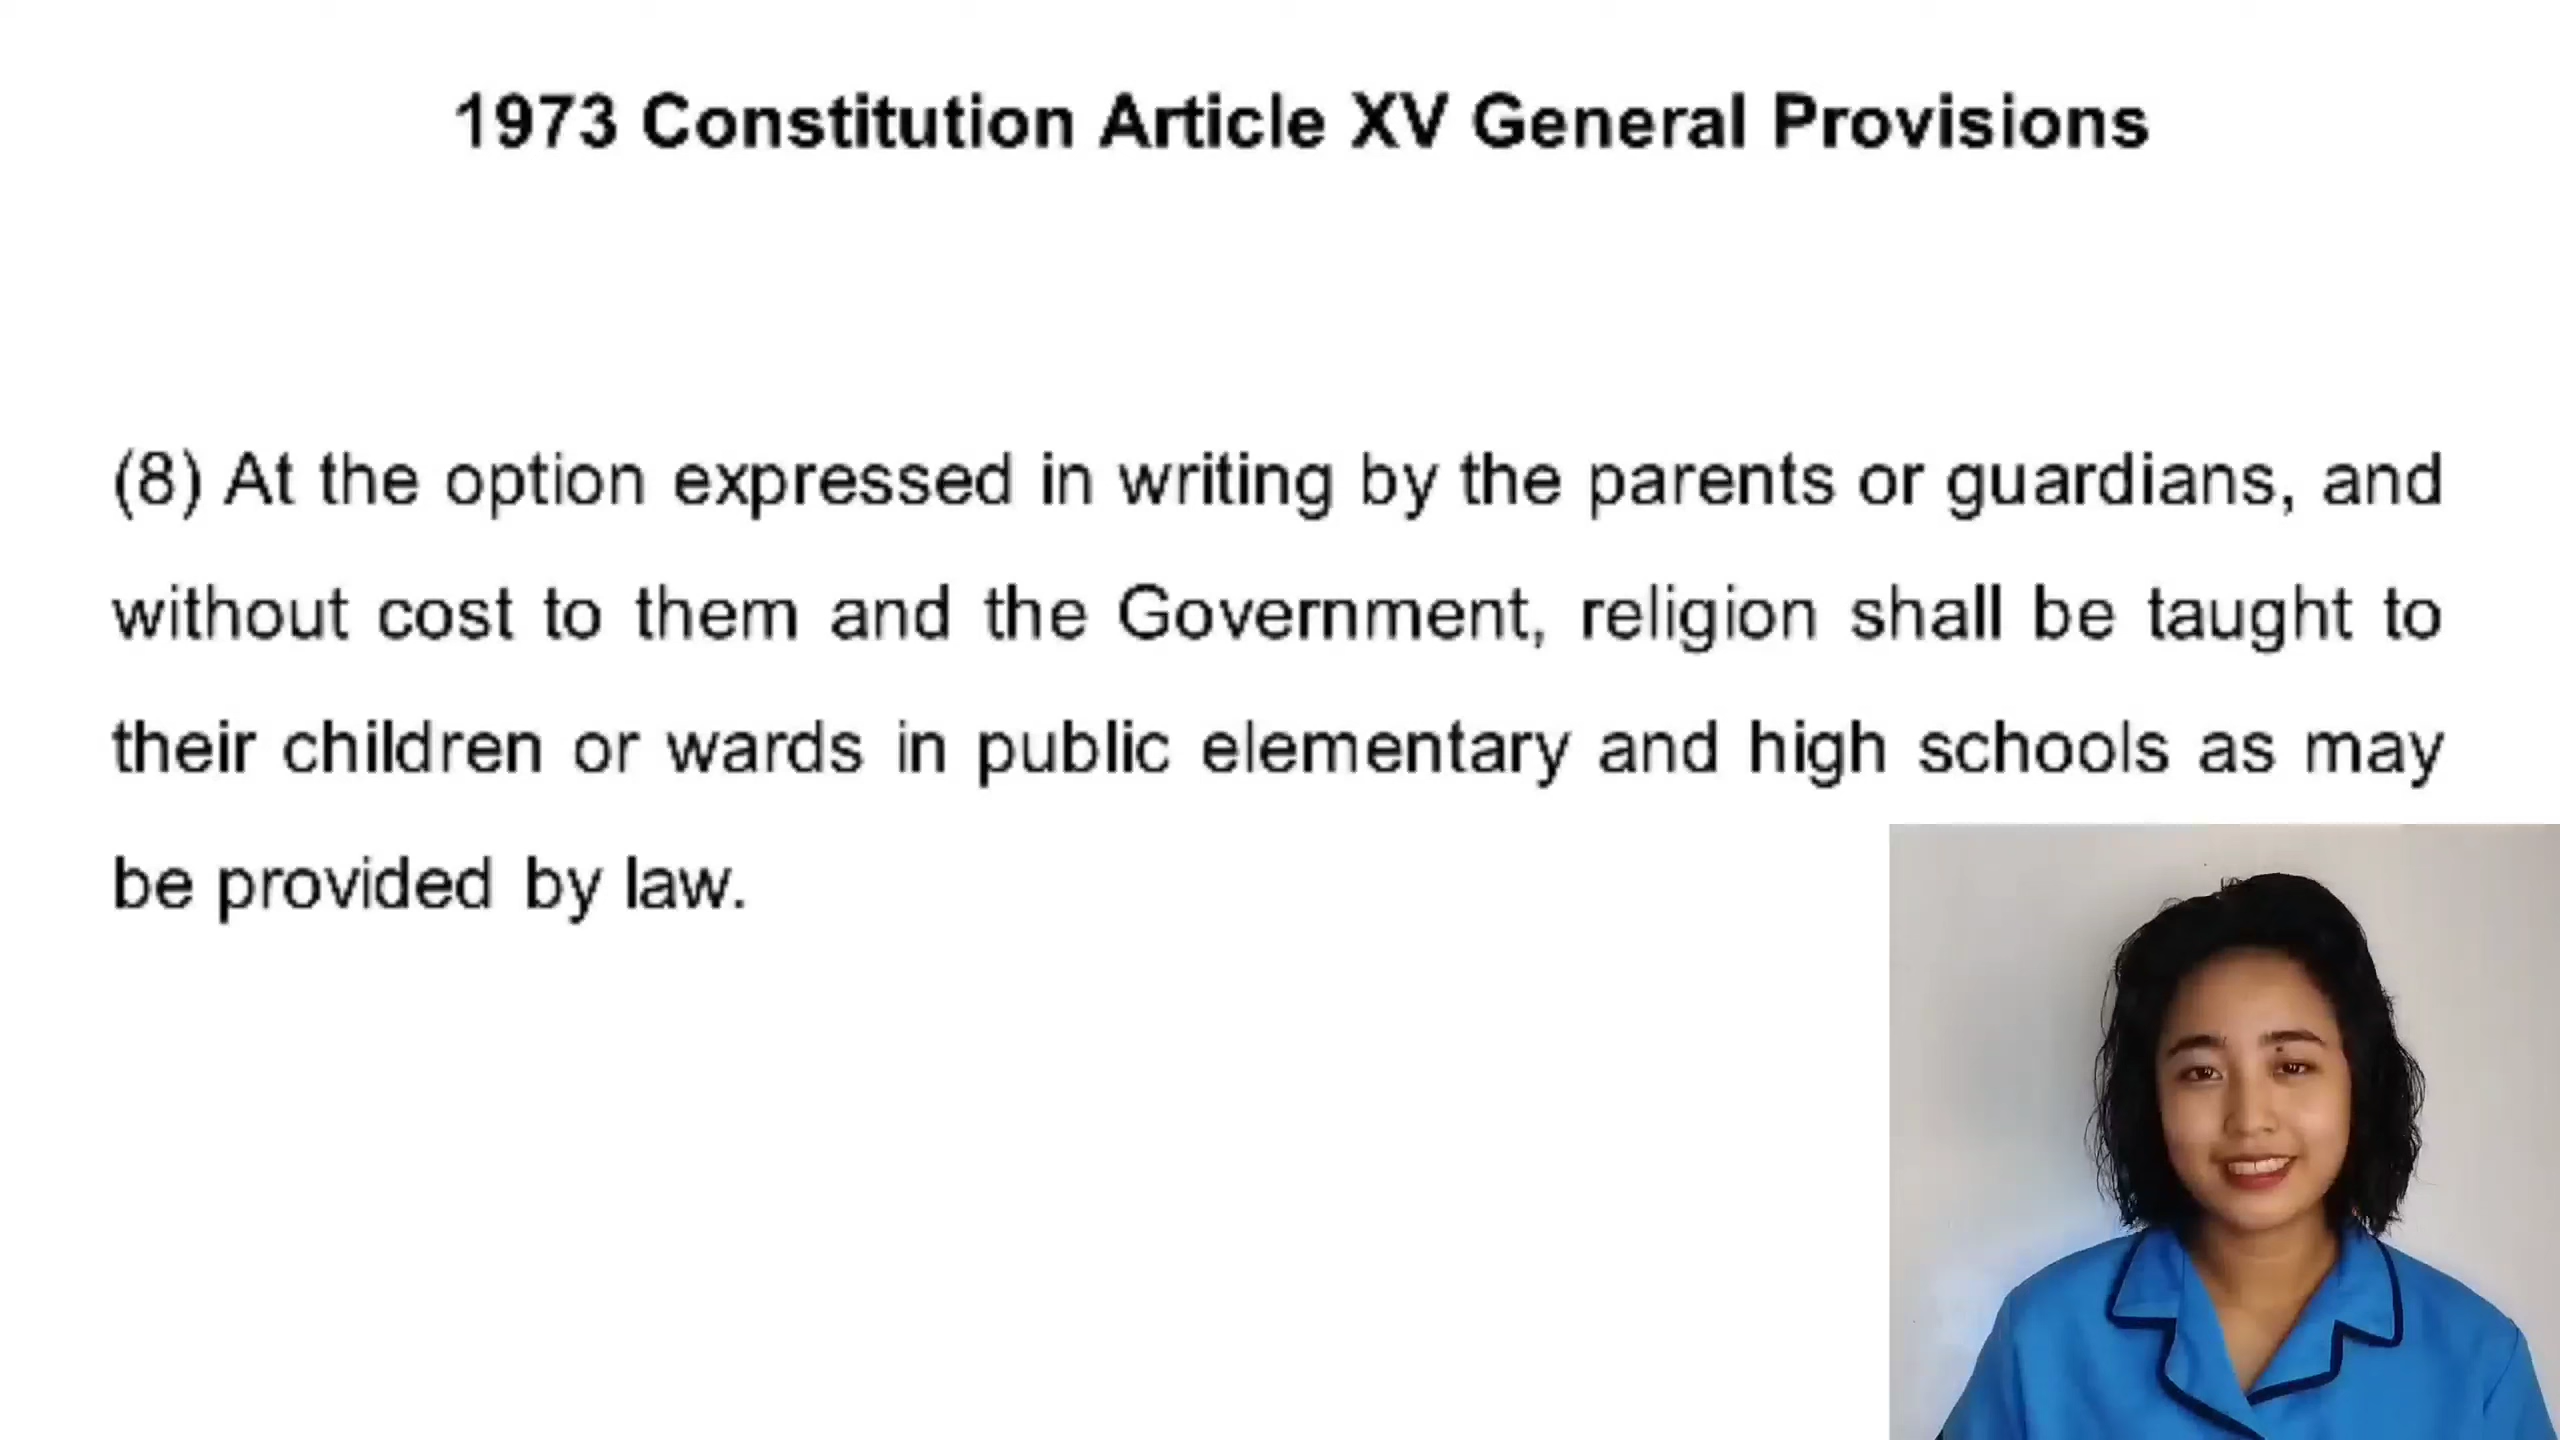 1973 Constitution Article XV General Provisions
(8) At the option expressed in writing by the parents or guardians, and
without cost to them and the Government, religion shall be taught to
their children or wards in public elementary and high schools as may
be provided by law.